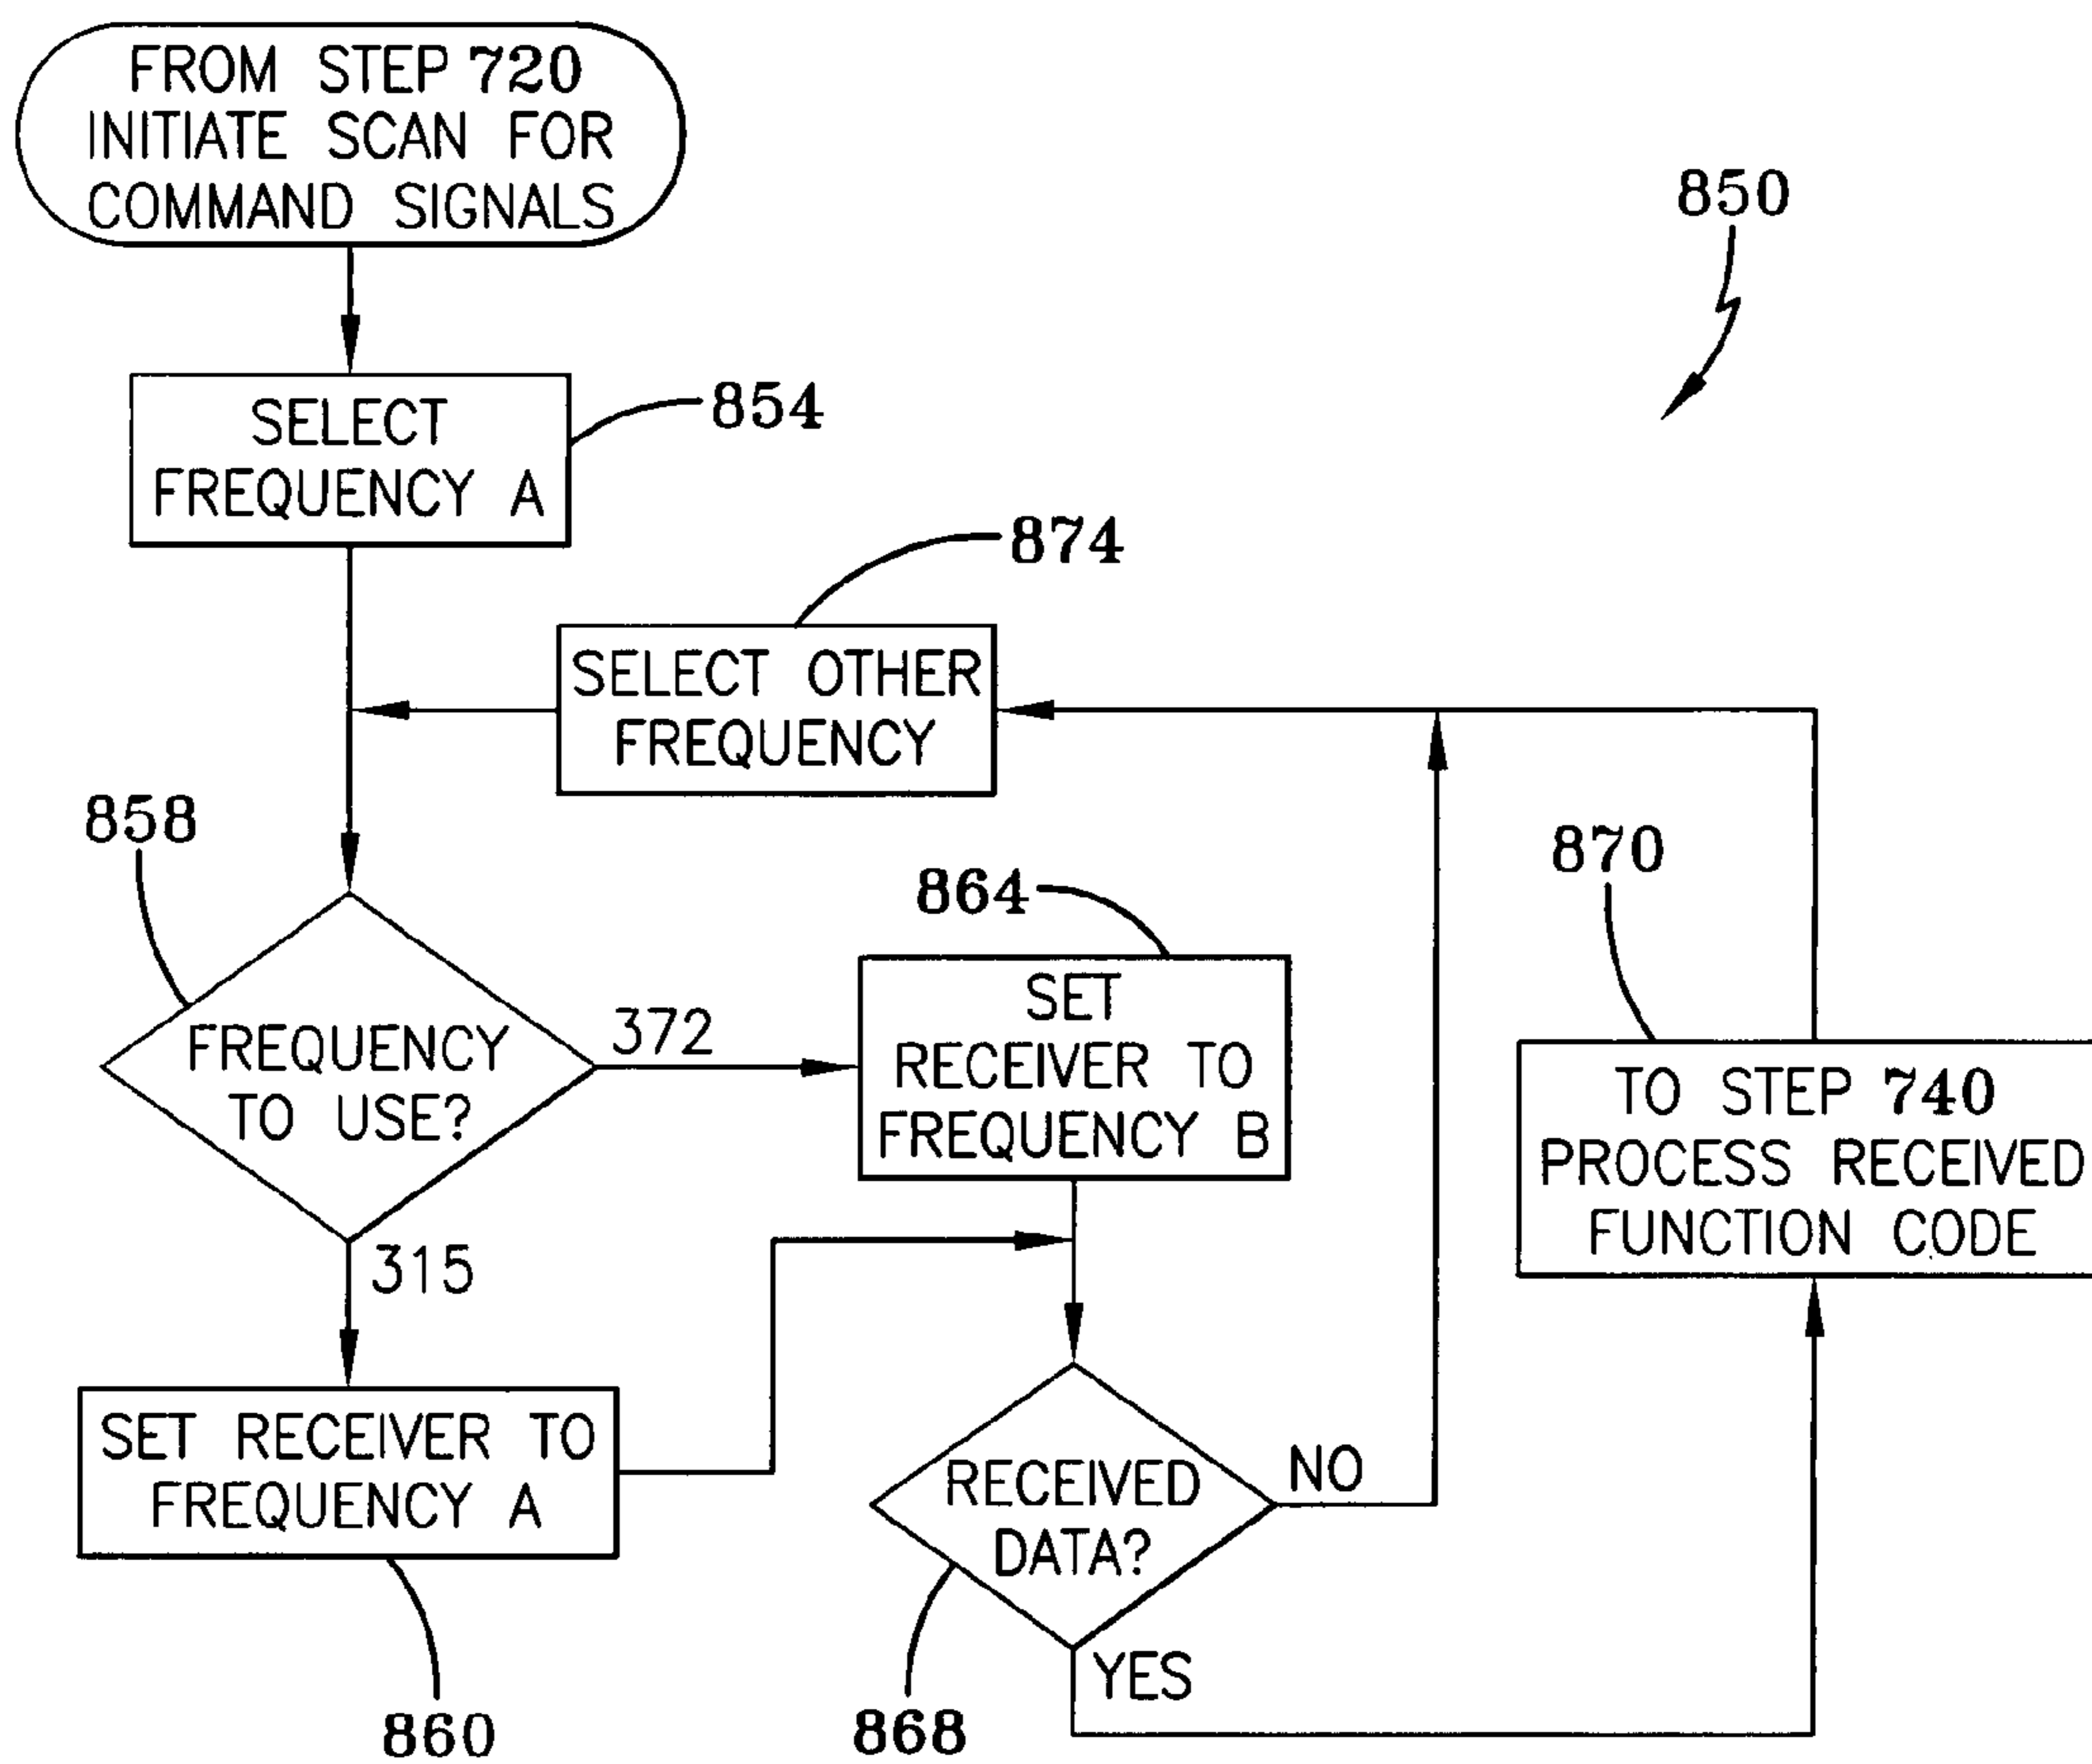 FROM STEP 720
INITIATE SCAN FOR
COMMAND SIGNALS
850
SELECT
FREQUENCY A
854
874
SELECT OTHER
FREQUENCY
858
870
864
FREQUENCY
TO USE?
372
SET
RECEIVER TO
FREQUENCY B
TO STEP 740
PROCESS RECEIVED
FUNCTION CODE
315
SET RECEIVER TO
FREQUENCY A
RECEIVED
DATA?
NO
YES
860
868